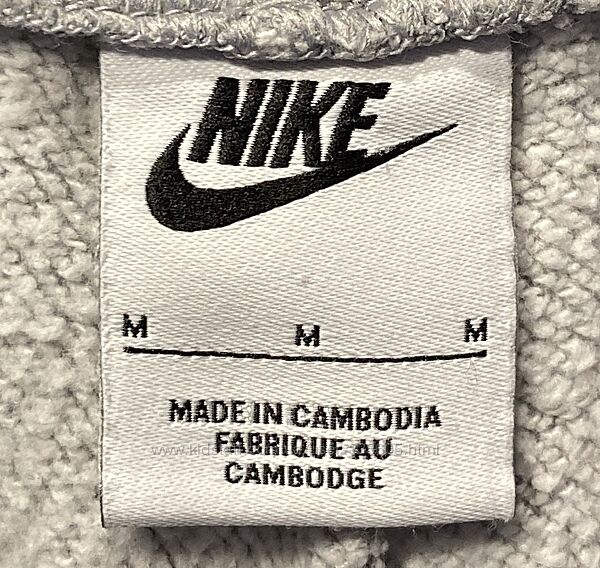 NIKE
M M M
MADE IN CAMBODIA
FABRIQUE AU
CAMBODGE